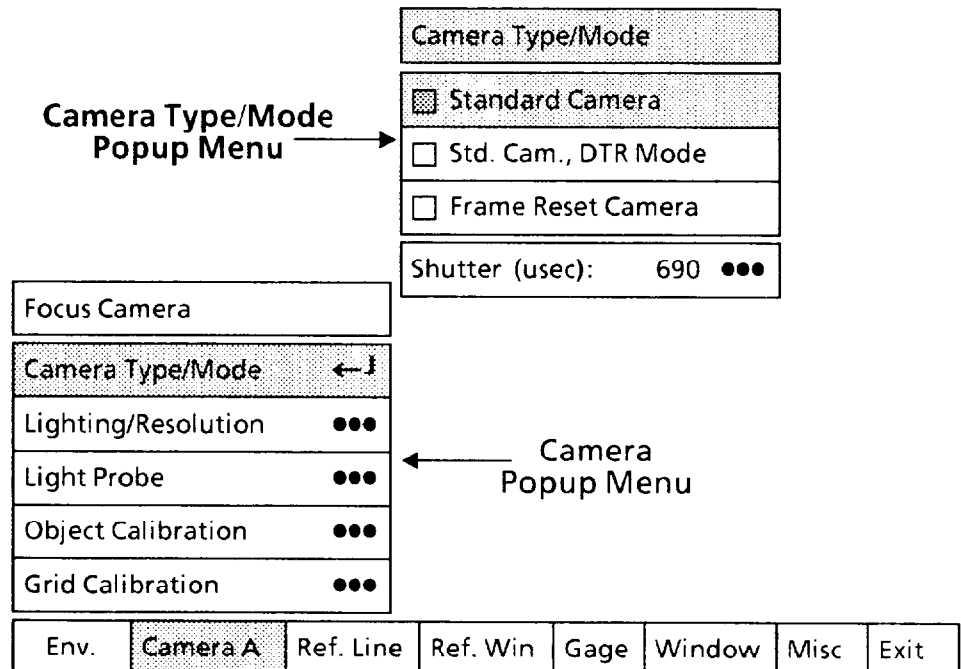 Camera Type/Mode
Camera Type/Mode
Popup Menu
Standard Camera
Std. Cam., DTR Mode
Frame Reset Camera
Shutter (usec): 690 •••
Focus Camera
Camera Type/Mode
Lighting/Resolution •••
Light Probe •••
Object Calibration •••
Grid Calibration •••
Camera
Popup Menu
Env. Camera A Ref. Line Ref. Win Gage Window Misc Exit